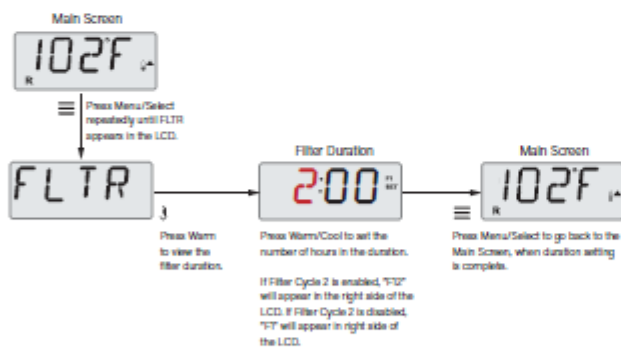 Main Screen
102°F
R
Press Menu/Select
repeatedly until FLTR
appears in the LCD.
FLTR
Press Warm
to view the
filter duration.
Filter Duration
2:00
Press Warm/Cool to set the
number of hours in the duration.
If Filter Cycle 2 is enabled, "F12"
will appear in the right side of the
LCD. If Filter Cycle 2 is disabled,
"F1" will appear in right side of
the LCD.
Main Screen
102°F
R
Press Menu/Select to go back to the
Main Screen, when duration setting
is complete.